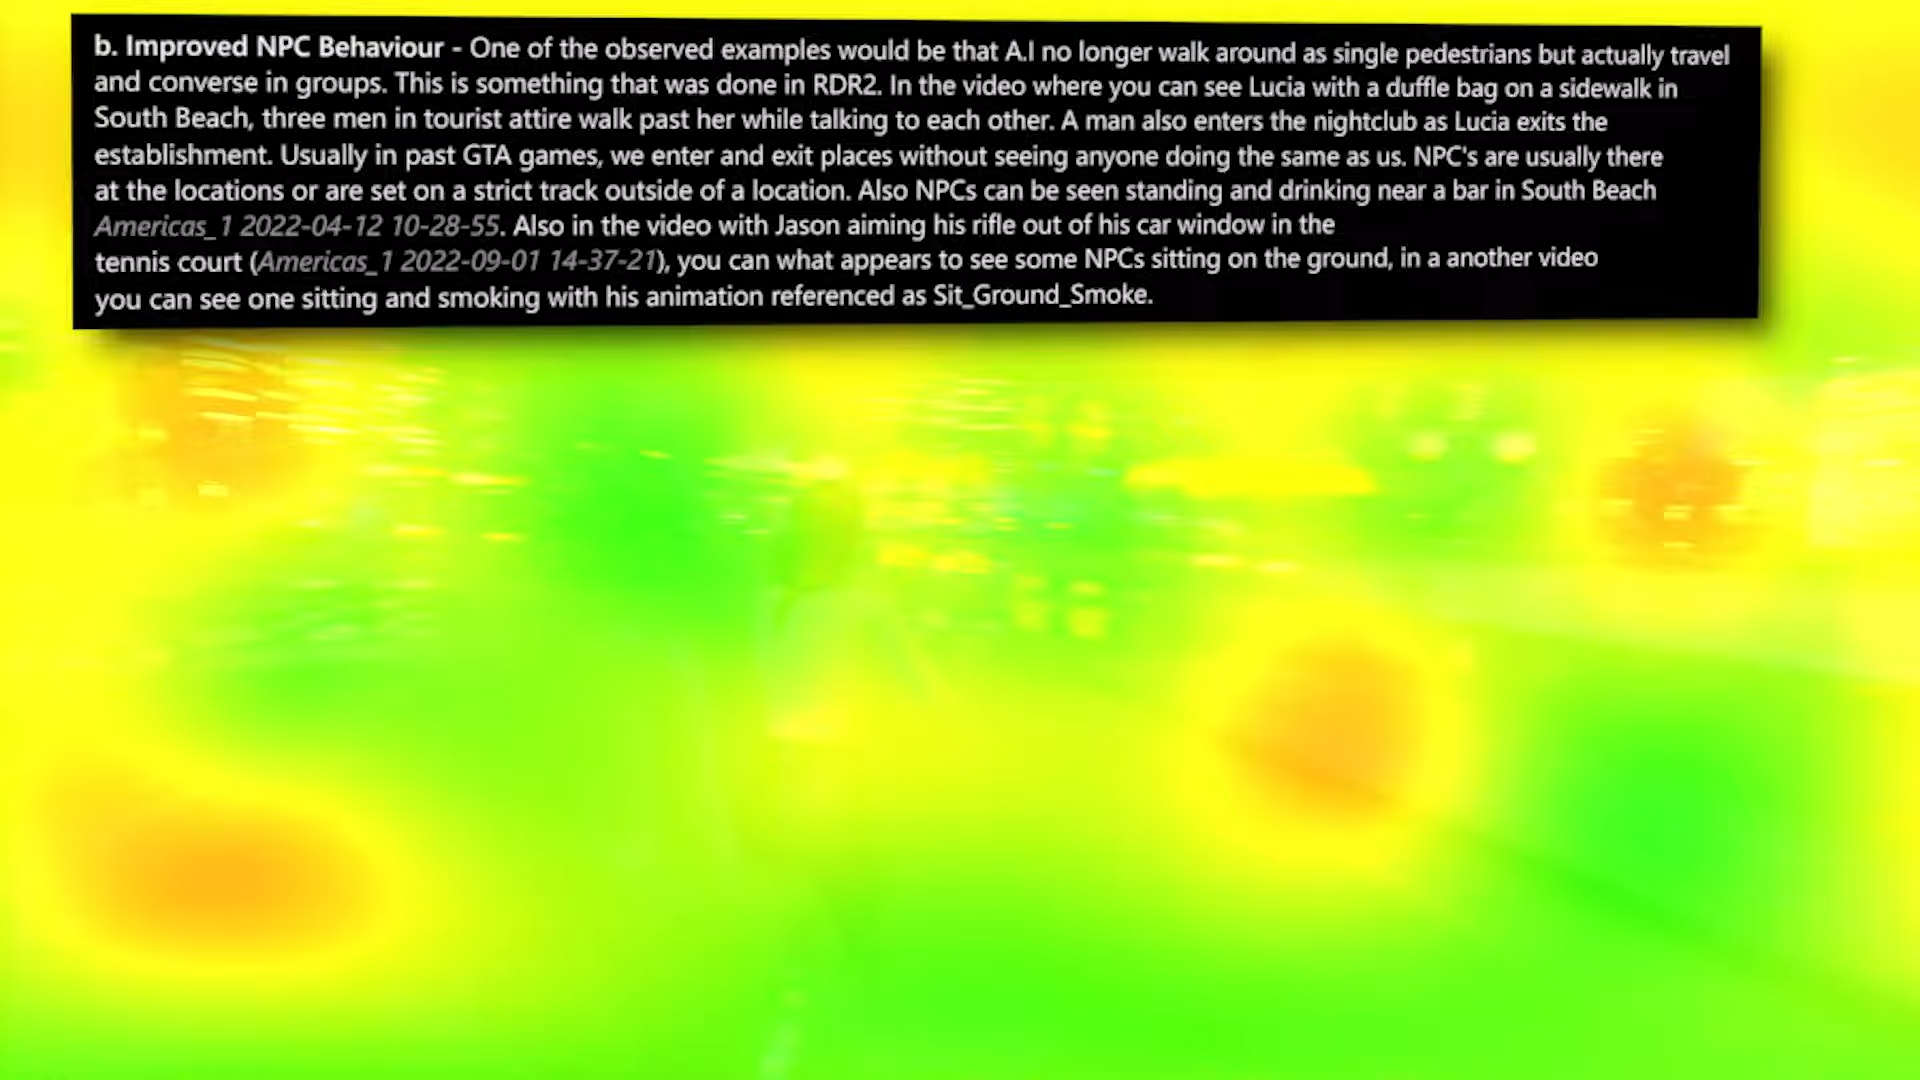 b. Improved NPC Behaviour - One of the observed examples would be that A.I no longer walk around as single pedestrians but actually travel
and converse in groups. This is something that was done in RDR2. In the video where you can see Lucia with a duffle bag on a sidewalk in
South Beach, three men in tourist attire walk past her while talking to each other. A man also enters the nightclub as Lucia exits the
establishment. Usually in past GTA games, we enter and exit places without seeing anyone doing the same as us. NPC's are usually there
at the locations or are set on a strict track outside of a location. Also NPCs can be seen standing and drinking near a bar in South Beach
Americas_1 2022-04-12 10-28-55. Also in the video with Jason aiming his rifle out of his car window in the
tennis court (Americas_1 2022-09-01 14-37-21), you can what appears to see some NPCs sitting on the ground, in a another video
you can see one sitting and smoking with his animation referenced as Sit_Ground_Smoke.